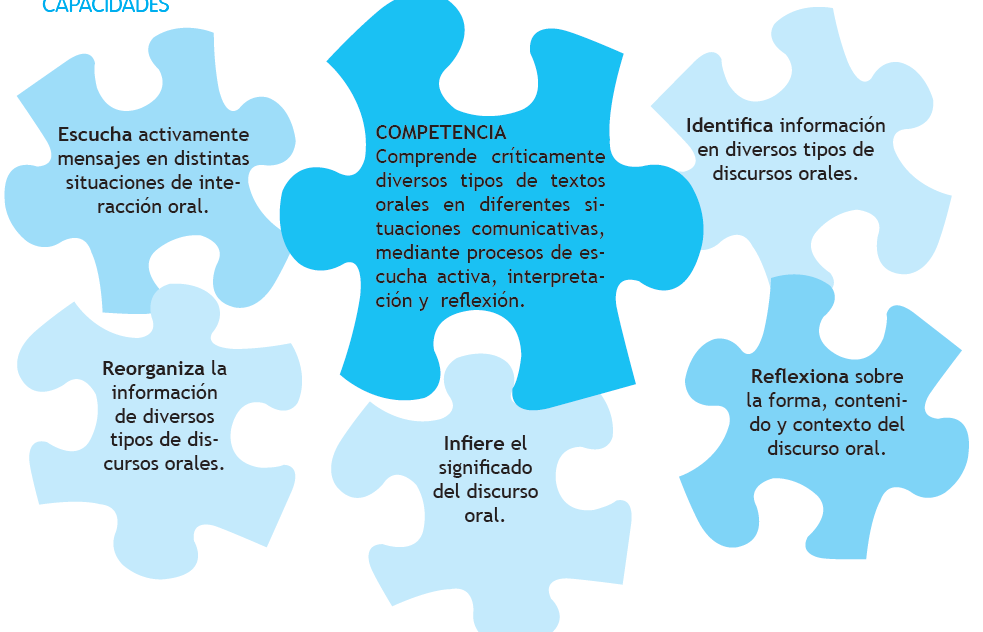 CAPACIDADES
Escucha activamente
mensajes en distintas
situaciones de inte-
racción oral.
COMPETENCIA
Comprende críticamente
diversos tipos de textos
orales en diferentes si-
tuaciones comunicativas,
mediante procesos de es-
cucha activa, interpreta-
ción y reflexión.
Identifica información
en diversos tipos de
discursos orales.
Reorganiza la
información
de diversos
tipos de dis-
cursos orales.
Infiere el
significado
del discurso
oral.
Reflexiona sobre
la forma, conteni-
do y contexto del
discurso oral.